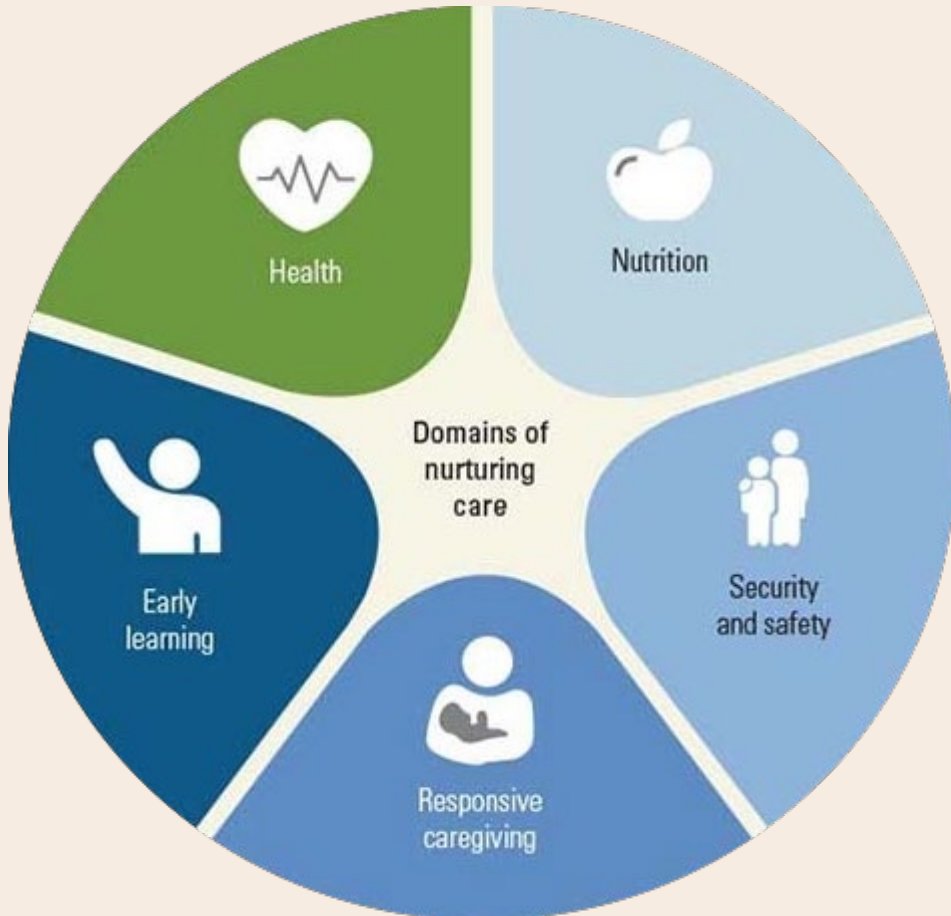 Health
Nutrition
Domains of
nurturing
care
Early
learning
Security
and safety
Responsive
caregiving